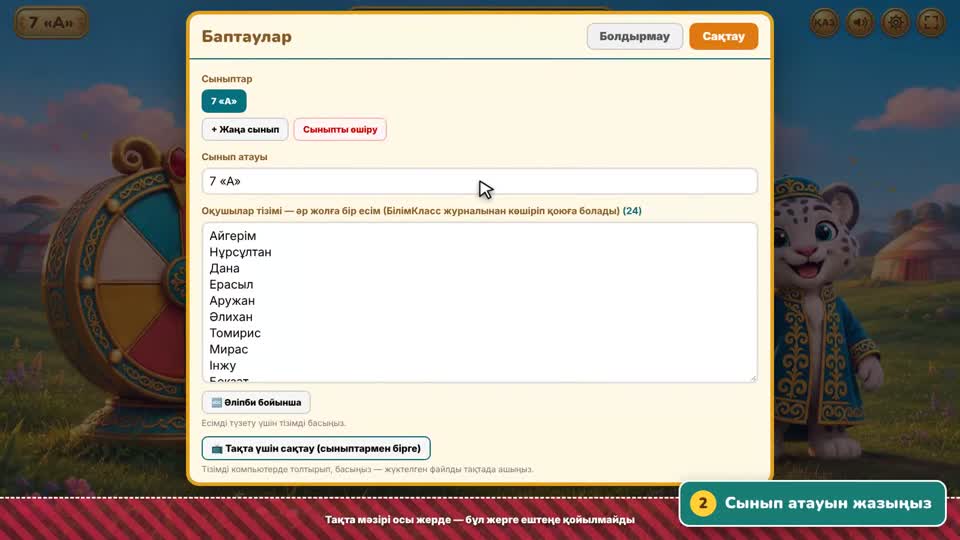 7 «А»
ҚАЗ
Баптаулар
Болдырмау
Сақтау
Сыныптар
7 «А»
+ Жаңа сынып
Сыныпты өшіру
Сынып атауы
7 «А»
Оқушылар тізімі — әр жолға бір есім (БілімКласс журналынан көшіріп қоюға болады) (24)
Айгерім
Нұрсұлтан
Дана
Ерасыл
Аружан
Әлихан
Томирис
Мирас
Інжу
🔤 Әліпби бойынша
Есімді түзету үшін тізімді басыңыз.
📺 Тақта үшін сақтау (сыныптармен бірге)
Тізімді компьютерде толтырып, басыңыз — жүктелген файлды тақтада ашыңыз.
2 Сынып атауын жазыңыз
Тақта мәзірі осы жерде — бұл жерге ештеңе қойылмайды